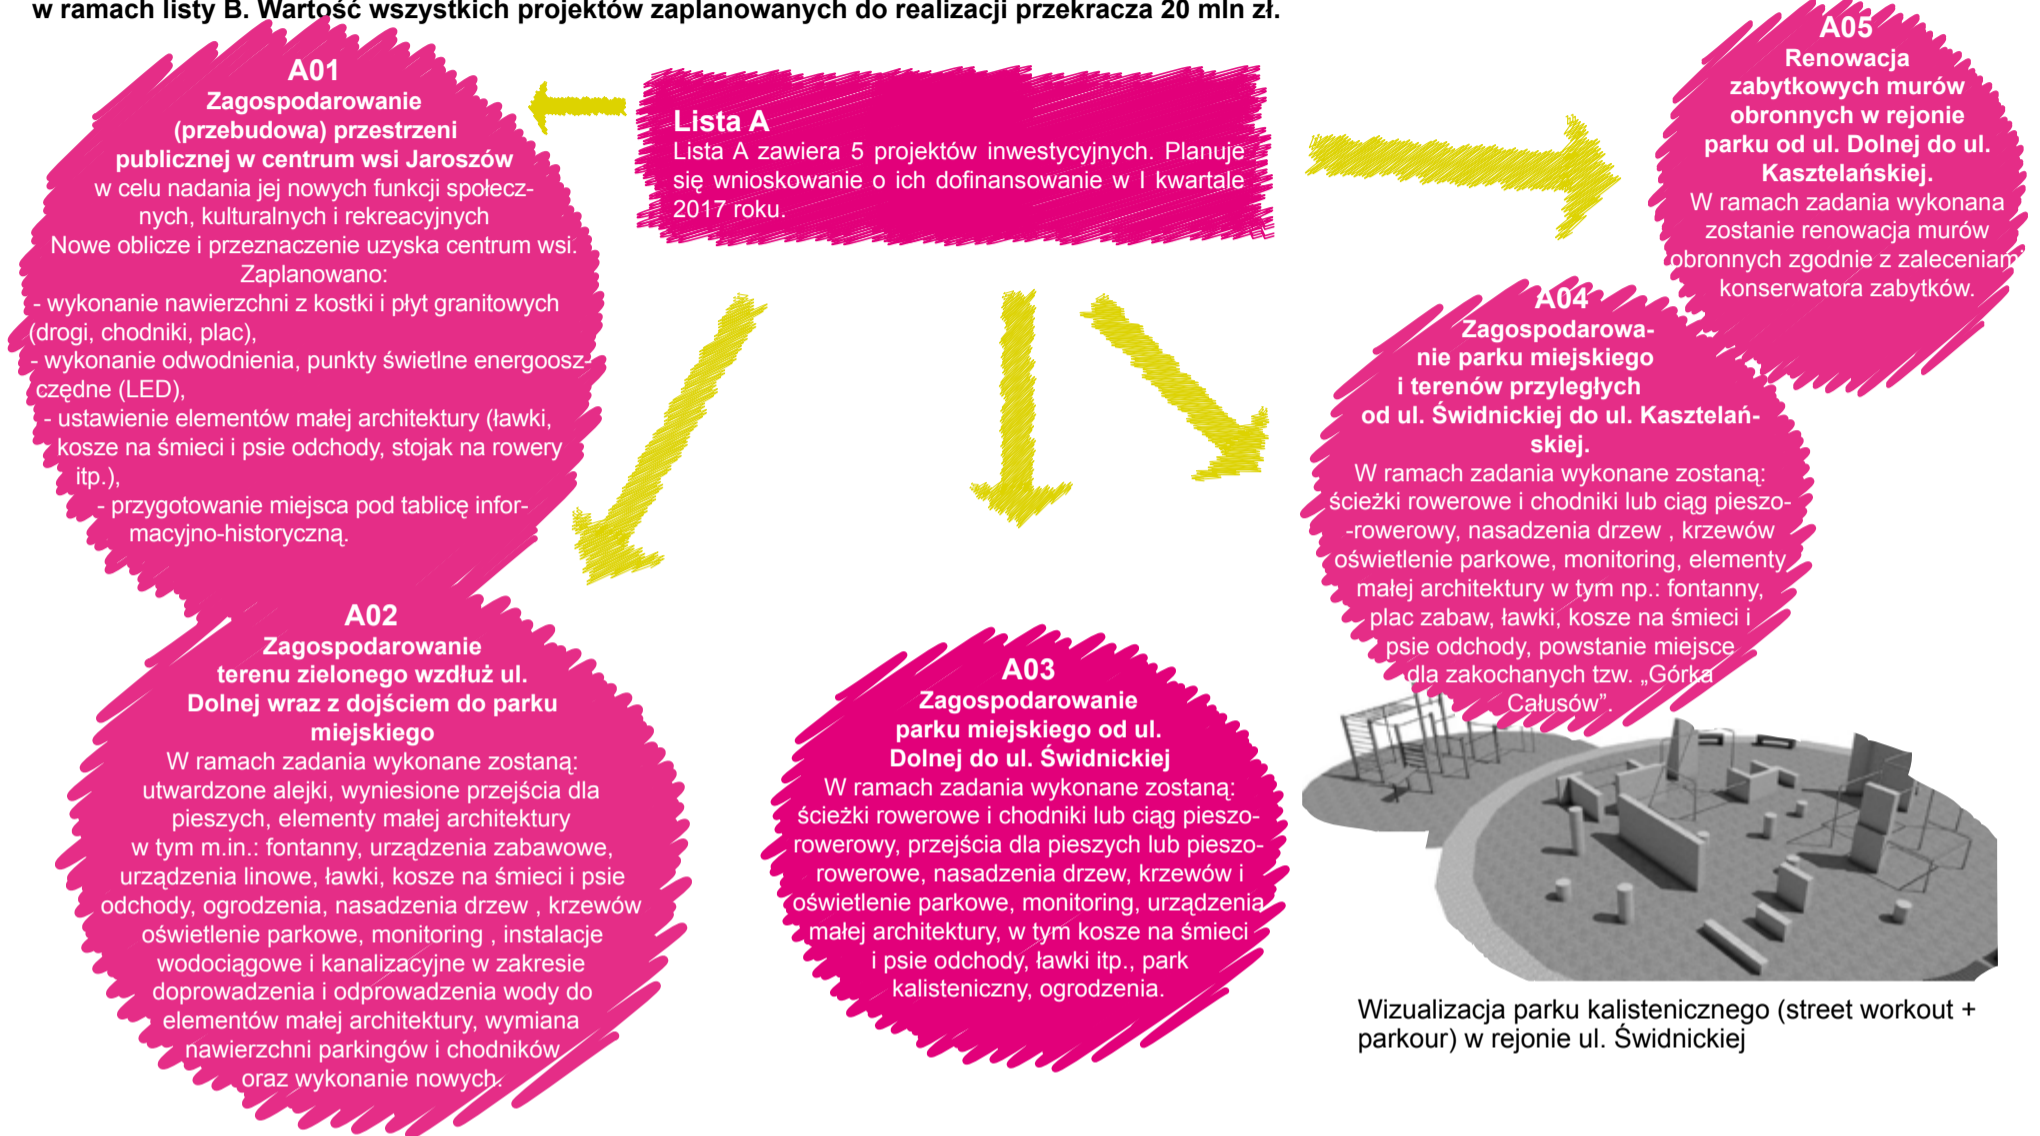 w ramach listy B. Wartość wszystkich projektów zaplanowanych do realizacji przekracza 20 mln zł.
A01
Zagospodarowanie
(przebudowa) przestrzeni
publicznej w centrum wsi Jaroszów
w celu nadania jej nowych funkcji społecz-
nych, kulturalnych i rekreacyjnych
Nowe oblicze i przeznaczenie uzyska centrum wsi.
Zaplanowano:
- wykonanie nawierzchni z kostki i płyt granitowych
(drogi, chodniki, plac),
- wykonanie odwodnienia, punkty świetlne energoosz-
czędne (LED),
- ustawienie elementów małej architektury (ławki,
kosze na śmieci i psie odchody, stojak na rowery
itp.),
- przygotowanie miejsca pod tablicę infor-
macyjno-historyczną.
Lista A
Lista A zawiera 5 projektów inwestycyjnych. Planuje
się wnioskowanie o ich dofinansowanie w I kwartale
2017 roku.
A05
Renowacja
zabytkowych murów
obronnych w rejonie
parku od ul. Dolnej do ul.
Kasztelańskiej.
W ramach zadania wykonana
zostanie renowacja murów
obronnych zgodnie z zaleceniami
konserwatora zabytków.
A04
Zagospodarowa-
nie parku miejskiego
i terenów przyległych
od ul. Świdnickiej do ul. Kasztelań-
skiej.
W ramach zadania wykonane zostaną:
ścieżki rowerowe i chodniki lub ciąg pieszo-
-rowerowy, nasadzenia drzew , krzewów
oświetlenie parkowe, monitoring, elementy
małej architektury w tym np.: fontanny,
plac zabaw, ławki, kosze na śmieci i
psie odchody, powstanie miejsce
dla zakochanych tzw. „Górka
Całusów”.
A02
Zagospodarowanie
terenu zielonego wzdłuż ul.
Dolnej wraz z dojściem do parku
miejskiego
W ramach zadania wykonane zostaną:
utwardzone alejki, wyniesione przejścia dla
pieszych, elementy małej architektury
w tym m.in.: fontanny, urządzenia zabawowe,
urządzenia linowe, ławki, kosze na śmieci i psie
odchody, ogrodzenia, nasadzenia drzew , krzewów
oświetlenie parkowe, monitoring , instalacje
wodociągowe i kanalizacyjne w zakresie
doprowadzenia i odprowadzenia wody do
elementów małej architektury, wymiana
nawierzchni parkingów i chodników
oraz wykonanie nowych.
A03
Zagospodarowanie
parku miejskiego od ul.
Dolnej do ul. Świdnickiej
W ramach zadania wykonane zostaną:
ścieżki rowerowe i chodniki lub ciąg pieszo-
rowerowy, przejścia dla pieszych lub pieszo-
rowerowe, nasadzenia drzew, krzewów i
oświetlenie parkowe, monitoring, urządzenia
małej architektury, w tym kosze na śmieci
i psie odchody, ławki itp., park
kalisteniczny, ogrodzenia.
Wizualizacja parku kalistenicznego (street workout +
parkour) w rejonie ul. Świdnickiej